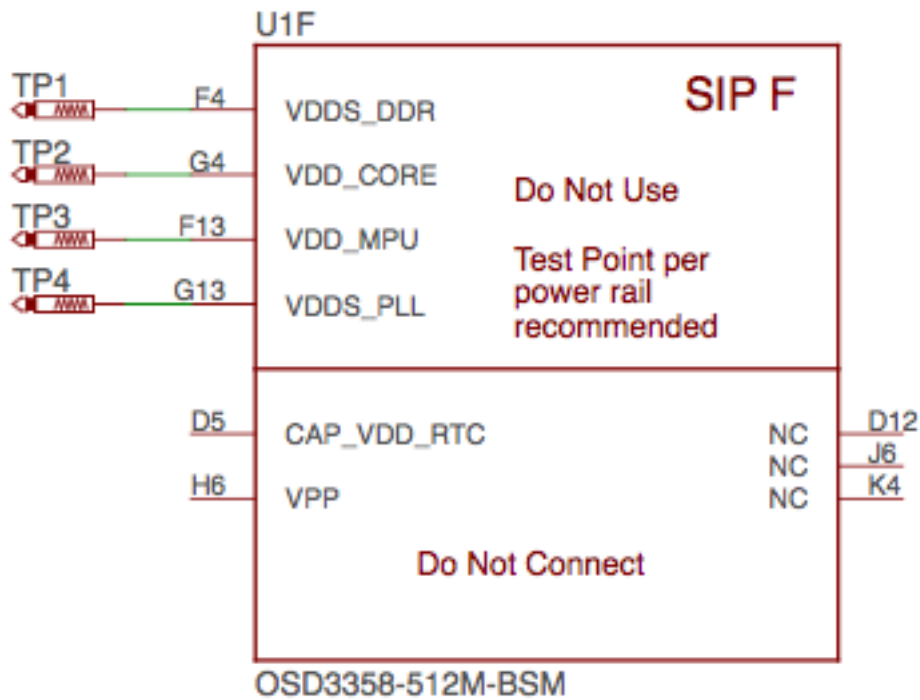 U1F
SIP F
TP1 F4 VDDS_DDR
TP2 G4 VDD_CORE
Do Not Use
TP3 F13 VDD_MPU
TP4 G13 VDDS_PLL
Test Point per
power rail
recommended
D5 CAP_VDD_RTC NC D12
NC J6
H6 VPP NC K4
Do Not Connect
OSD3358-512M-BSM